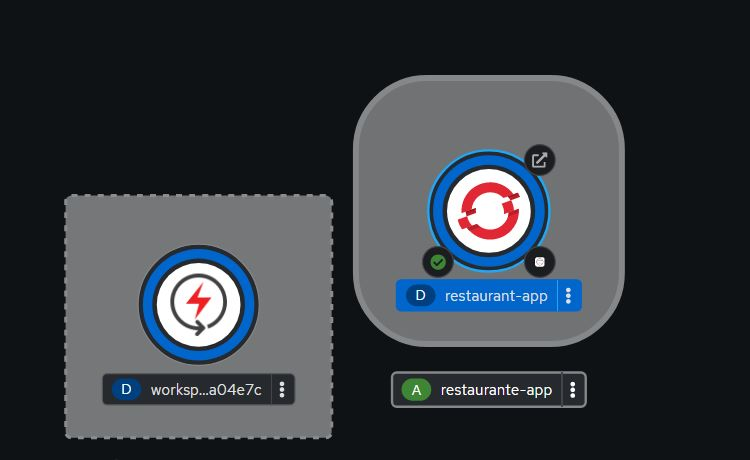 D restaurant-app
D worksp...a04e7c
A restaurante-app